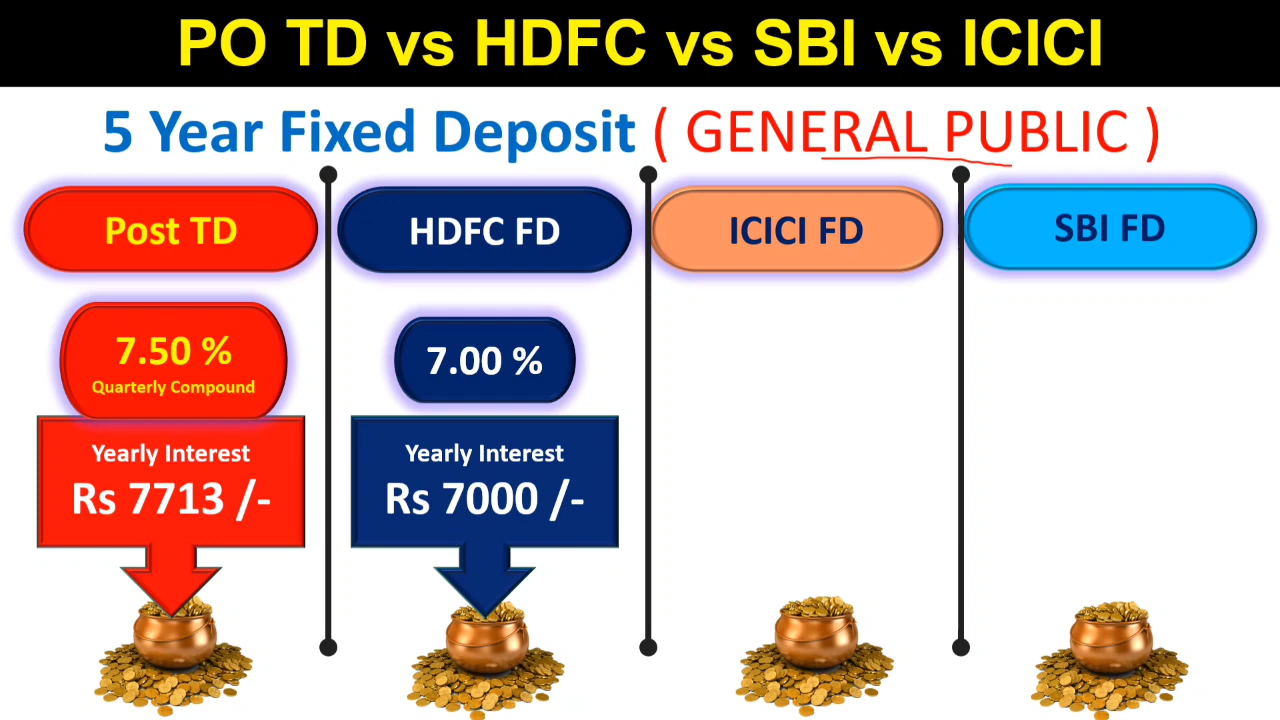 PO TD vs HDFC vs SBI vs ICICI
5 Year Fixed Deposit ( GENERAL PUBLIC )
Post TD
HDFC FD
ICICI FD
SBI FD
7.50 %
Quarterly Compound
7.00 %
Yearly Interest
Rs 7713 /-
Yearly Interest
Rs 7000 /-